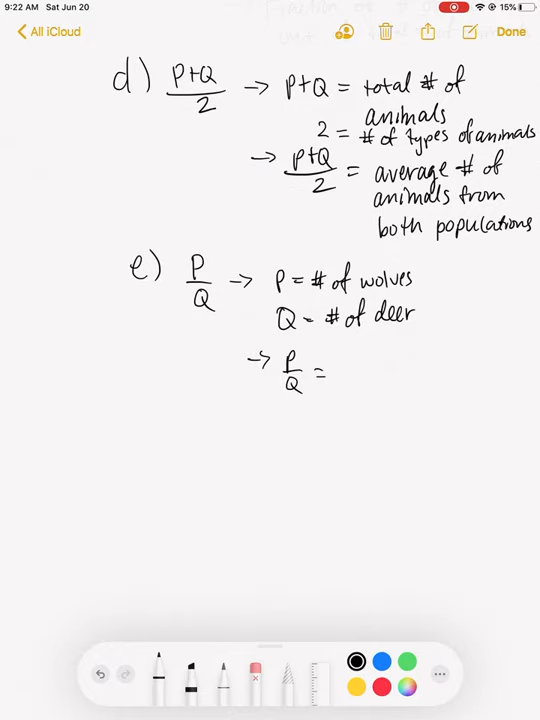 9:22 AM Sat Jun 20
15%
All iCloud
Done
d) P+Q/2 → P+Q = total # of animals
2 = # of types of animals
→ P+Q/2 = average # of animals from both populations
e) P/Q → P = # of wolves
Q = # of deer
→ P/Q =